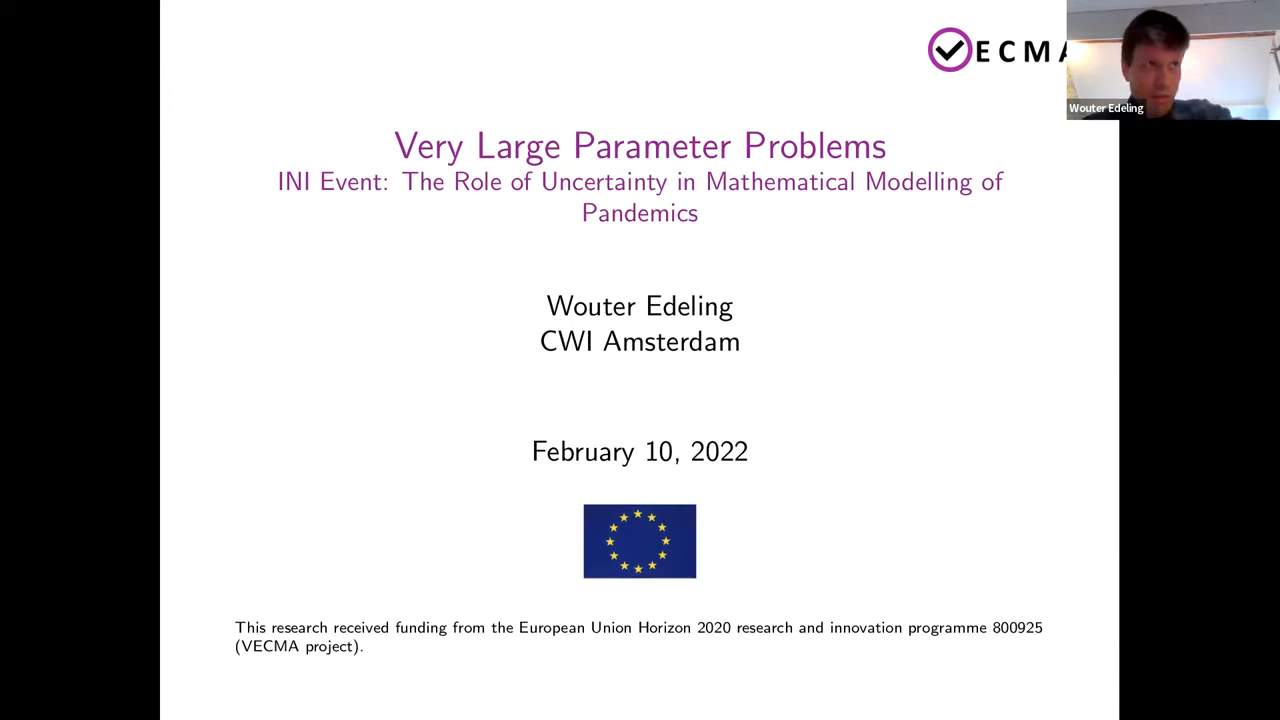 ECMA
Wouter Edeling
Very Large Parameter Problems
INI Event: The Role of Uncertainty in Mathematical Modelling of
Pandemics
Wouter Edeling
CWI Amsterdam
February 10, 2022
This research received funding from the European Union Horizon 2020 research and innovation programme 800925
(VECMA project).